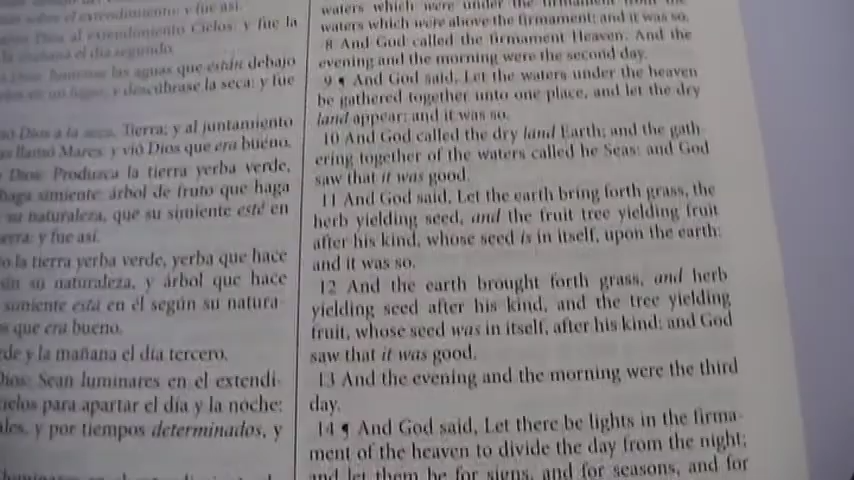 sobre el extendimiento: y fue así.
Dios al extendimiento Cielos: y fue la
la mañana el día segundo.
Dios: Júntense las aguas que están debajo
en un lugar, y descúbrase la seca: y fue
Dios a la seca, Tierra; y al juntamiento
llamó Mares: y vió Dios que era bueno.
Dios: Produzca la tierra yerba verde,
haga simiente: árbol de fruto que haga
su naturaleza, que su simiente esté en
tierra: y fue así.
la tierra yerba verde, yerba que hace
su naturaleza, y árbol que hace
simiente está en él según su natura-
que era bueno.
de y la mañana el día tercero.
Dios: Sean luminares en el extendi-
cielos para apartar el día y la noche:
ales, y por tiempos determinados, y
waters which were under the firmament from the
waters which were above the firmament: and it was so.
8 And God called the firmament Heaven. And the
evening and the morning were the second day.
9 ¶ And God said, Let the waters under the heaven
be gathered together unto one place, and let the dry
land appear: and it was so.
10 And God called the dry land Earth; and the gath-
ering together of the waters called he Seas: and God
saw that it was good.
11 And God said, Let the earth bring forth grass, the
herb yielding seed, and the fruit tree yielding fruit
after his kind, whose seed is in itself, upon the earth:
and it was so.
12 And the earth brought forth grass, and herb
yielding seed after his kind, and the tree yielding
fruit, whose seed was in itself, after his kind: and God
saw that it was good.
13 And the evening and the morning were the third
day.
14 ¶ And God said, Let there be lights in the firma-
ment of the heaven to divide the day from the night;
and let them be for signs, and for seasons, and for